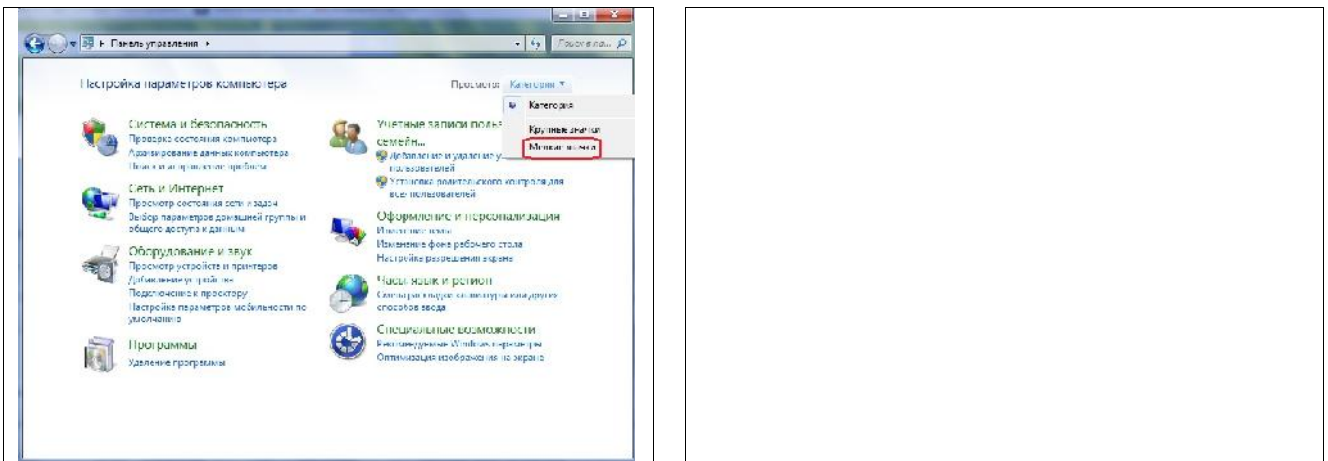 Панель управления
Поиск в па...
Настройка параметров компьютера
Просмотр: Категория
Категория
Крупные значки
Мелкие значки
Система и безопасность
Проверка состояния компьютера
Архивирование данных компьютера
Поиск и исправление проблем
Сеть и Интернет
Просмотр состояния сети и задач
Выбор параметров домашней группы и
общего доступа к данным
Оборудование и звук
Просмотр устройств и принтеров
Добавление устройства
Подключение к проектору
Настройка параметров мобильности по
умолчанию
Программы
Удаление программы
Учетные записи польз
семейн...
Добавление и удаление у
пользователей
Установка родительского контроля для
всех пользователей
Оформление и персонализация
Изменение темы
Изменение фона рабочего стола
Настройка разрешения экрана
Часы, язык и регион
Смена раскладки клавиатуры или других
способов ввода
Специальные возможности
Рекомендуемые Windows параметры
Оптимизация изображения на экране